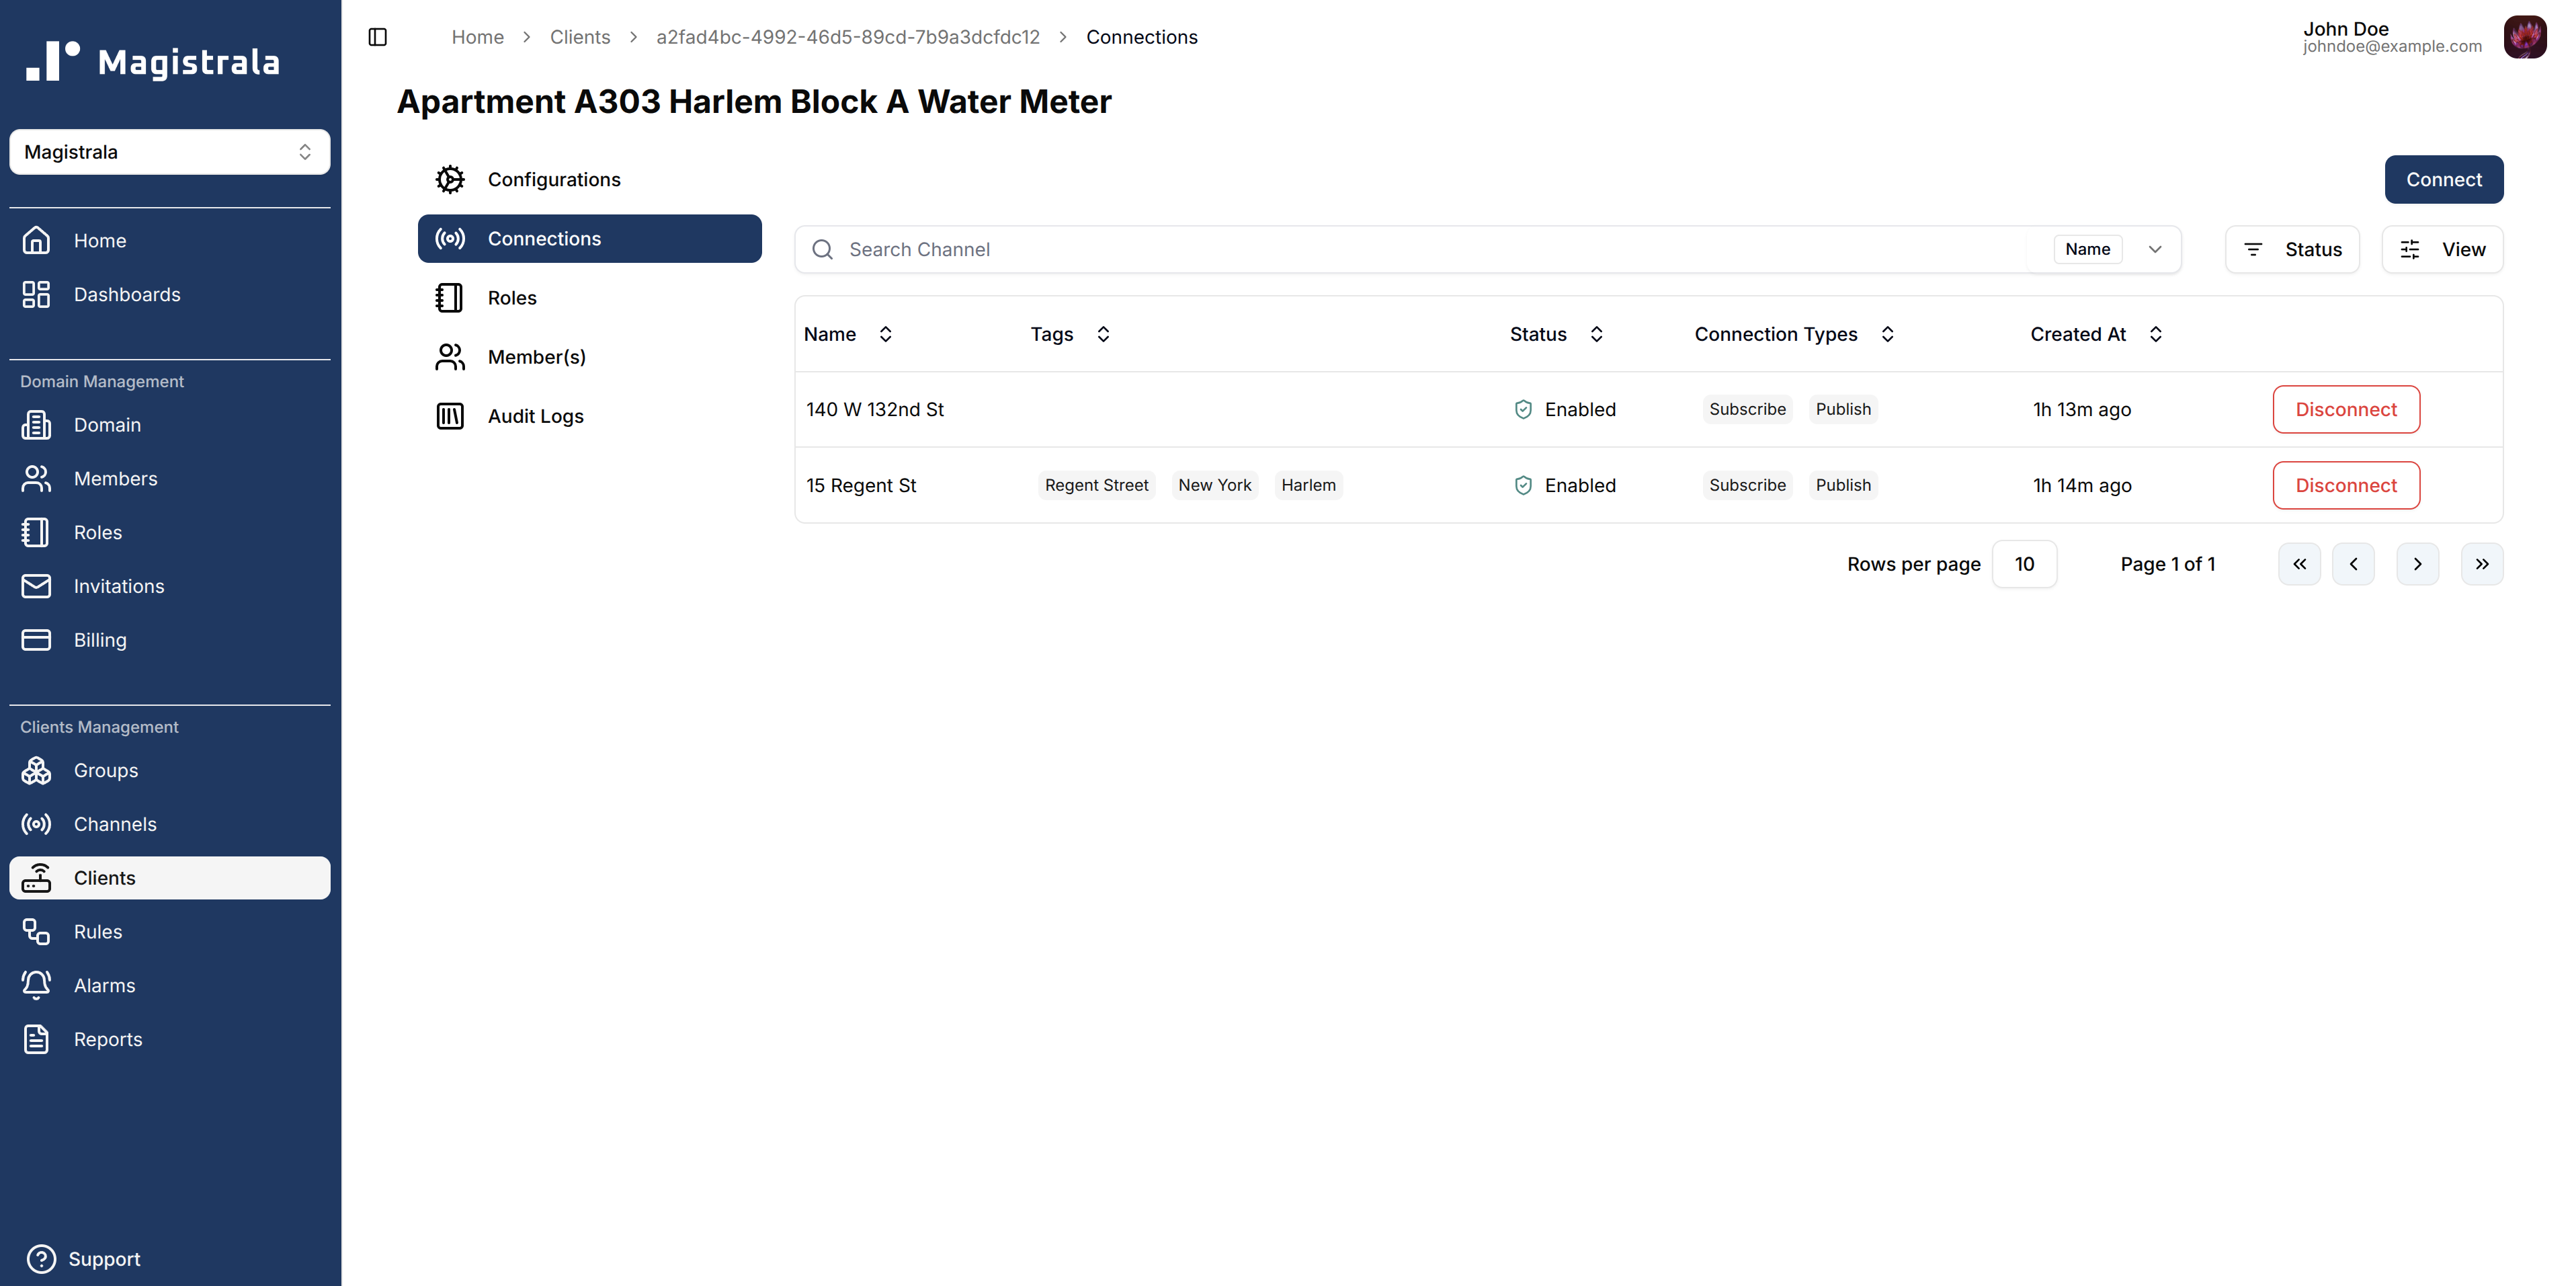 Magistrala
Magistrala
Home
Dashboards
Domain Management
Domain
Members
Roles
Invitations
Billing
Clients Management
Groups
Channels
Clients
Rules
Alarms
Reports
Support
Home > Clients > a2fad4bc-4992-46d5-89cd-7b9a3dcfdc12 > Connections
John Doe
johndoe@example.com
Apartment A303 Harlem Block A Water Meter
Configurations
Connections
Roles
Member(s)
Audit Logs
Connect
Search Channel Name Status View
Name Tags Status Connection Types Created At
140 W 132nd St Enabled Subscribe Publish 1h 13m ago Disconnect
15 Regent St Regent Street New York Harlem Enabled Subscribe Publish 1h 14m ago Disconnect
Rows per page 10 Page 1 of 1